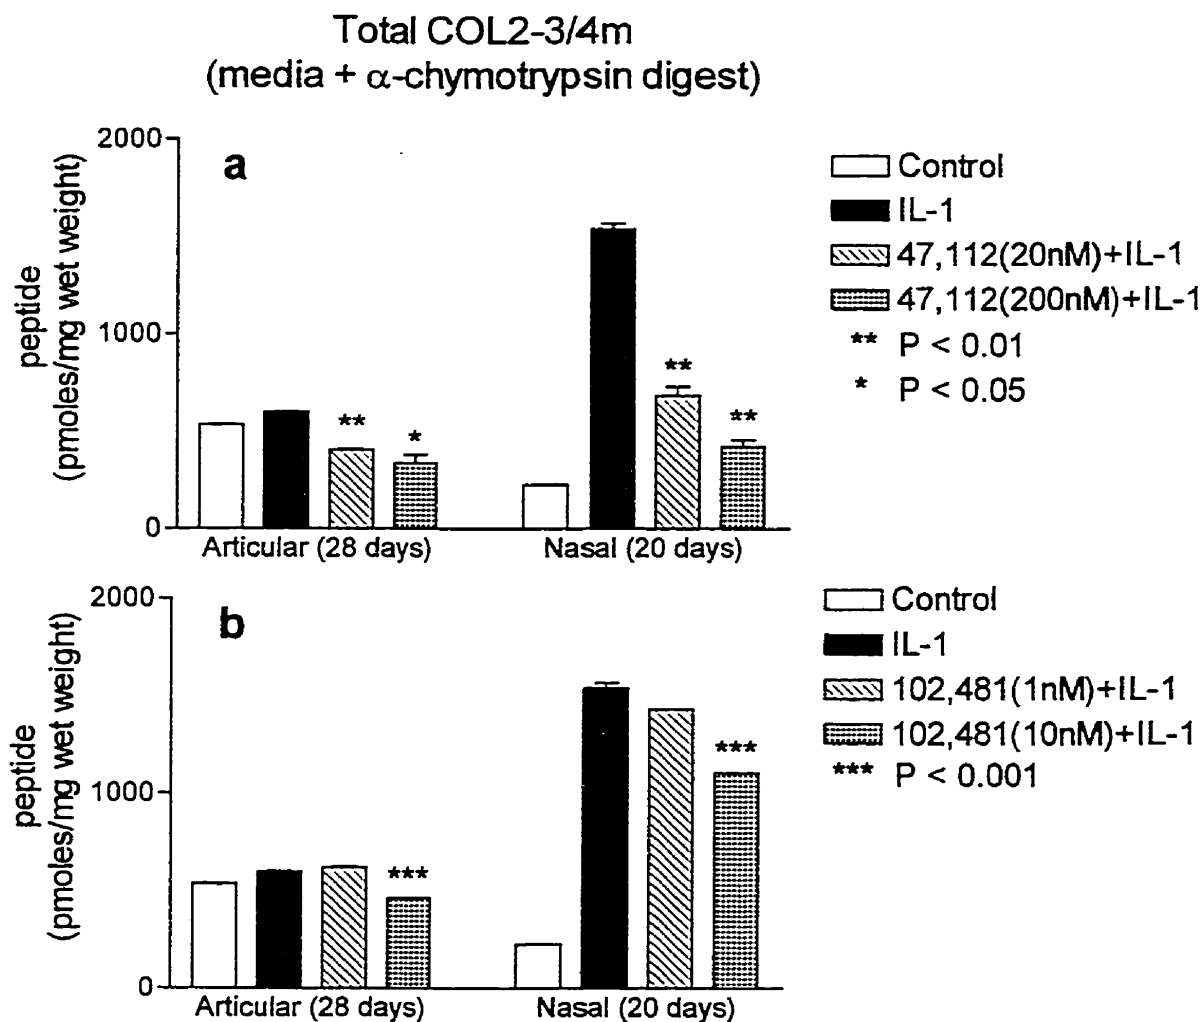 Total COL2-3/4m
(media + α-chymotrypsin digest)
a
peptide
(pmoles/mg wet weight)
2000
1000
0
**
*
**
**
Articular (28 days)
Nasal (20 days)
Control
IL-1
47,112(20nM)+IL-1
47,112(200nM)+IL-1
** P < 0.01
* P < 0.05
b
peptide
(pmoles/mg wet weight)
2000
1000
0
***
***
Articular (28 days)
Nasal (20 days)
Control
IL-1
102,481(1nM)+IL-1
102,481(10nM)+IL-1
*** P < 0.001